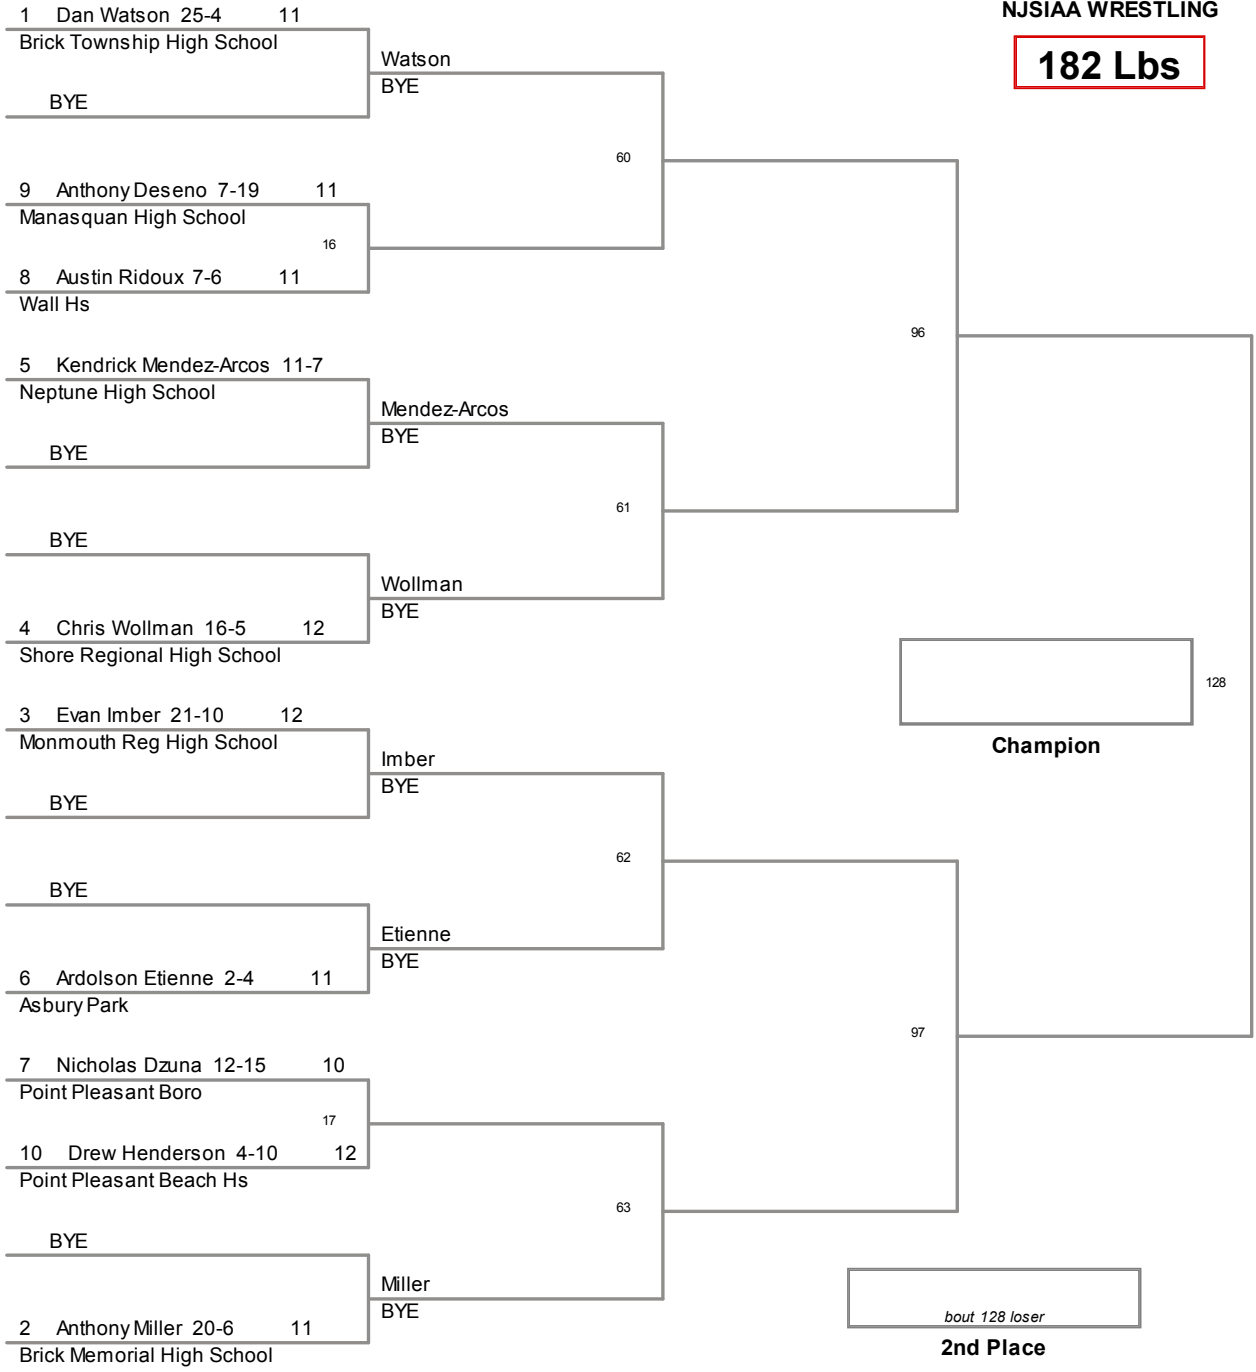 NJSIAA WRESTLING
182 Lbs
1 Dan Watson 25-4 11
Brick Township High School
Watson
BYE
BYE
60
9 Anthony Deseno 7-19 11
Manasquan High School
16
8 Austin Ridoux 7-6 11
Wall Hs
96
5 Kendrick Mendez-Arcos 11-7
Neptune High School
Mendez-Arcos
BYE
BYE
61
BYE
Wollman
BYE
4 Chris Wollman 16-5 12
Shore Regional High School
128
Champion
3 Evan Imber 21-10 12
Monmouth Reg High School
Imber
BYE
BYE
62
BYE
Etienne
BYE
6 Ardolson Etienne 2-4 11
Asbury Park
97
7 Nicholas Dzuna 12-15 10
Point Pleasant Boro
17
10 Drew Henderson 4-10 12
Point Pleasant Beach Hs
63
BYE
Miller
BYE
2 Anthony Miller 20-6 11
Brick Memorial High School
bout 128 loser
2nd Place